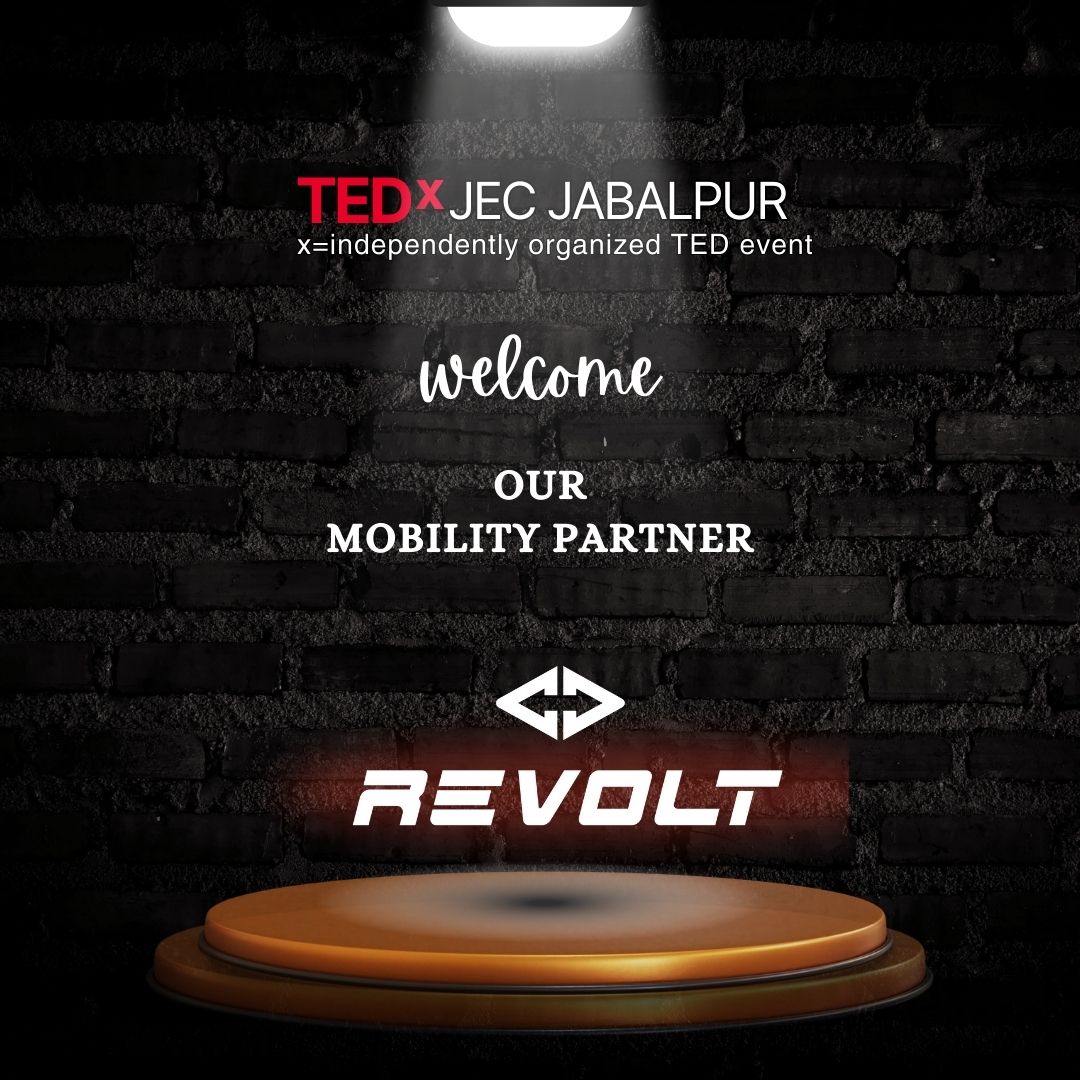 TEDx JEC JABALPUR
x=independently organized TED event
welcome
OUR
MOBILITY PARTNER
REVOLT